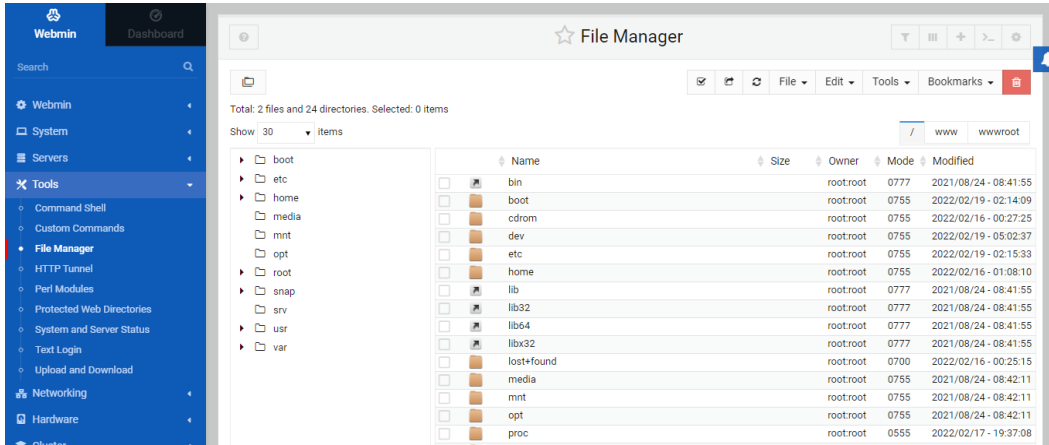 Webmin
Dashboard
Search
Webmin
System
Servers
Tools
Command Shell
Custom Commands
File Manager
HTTP Tunnel
Perl Modules
Protected Web Directories
System and Server Status
Text Login
Upload and Download
Networking
Hardware
Cluster
File Manager
File Edit Tools Bookmarks
Total: 2 files and 24 directories. Selected: 0 items
Show 30 items
/ www wwwroot
boot
etc
home
media
mnt
opt
root
snap
srv
usr
var
Name Size Owner Mode Modified
bin root:root 0777 2021/08/24 - 08:41:55
boot root:root 0755 2022/02/19 - 02:14:09
cdrom root:root 0755 2022/02/16 - 00:27:25
dev root:root 0755 2022/02/19 - 05:02:37
etc root:root 0755 2022/02/19 - 02:15:33
home root:root 0755 2022/02/16 - 01:08:10
lib root:root 0777 2021/08/24 - 08:41:55
lib32 root:root 0777 2021/08/24 - 08:41:55
lib64 root:root 0777 2021/08/24 - 08:41:55
libx32 root:root 0777 2021/08/24 - 08:41:55
lost+found root:root 0700 2022/02/16 - 00:25:15
media root:root 0755 2021/08/24 - 08:42:11
mnt root:root 0755 2021/08/24 - 08:42:11
opt root:root 0755 2021/08/24 - 08:42:11
proc root:root 0555 2022/02/17 - 19:37:08